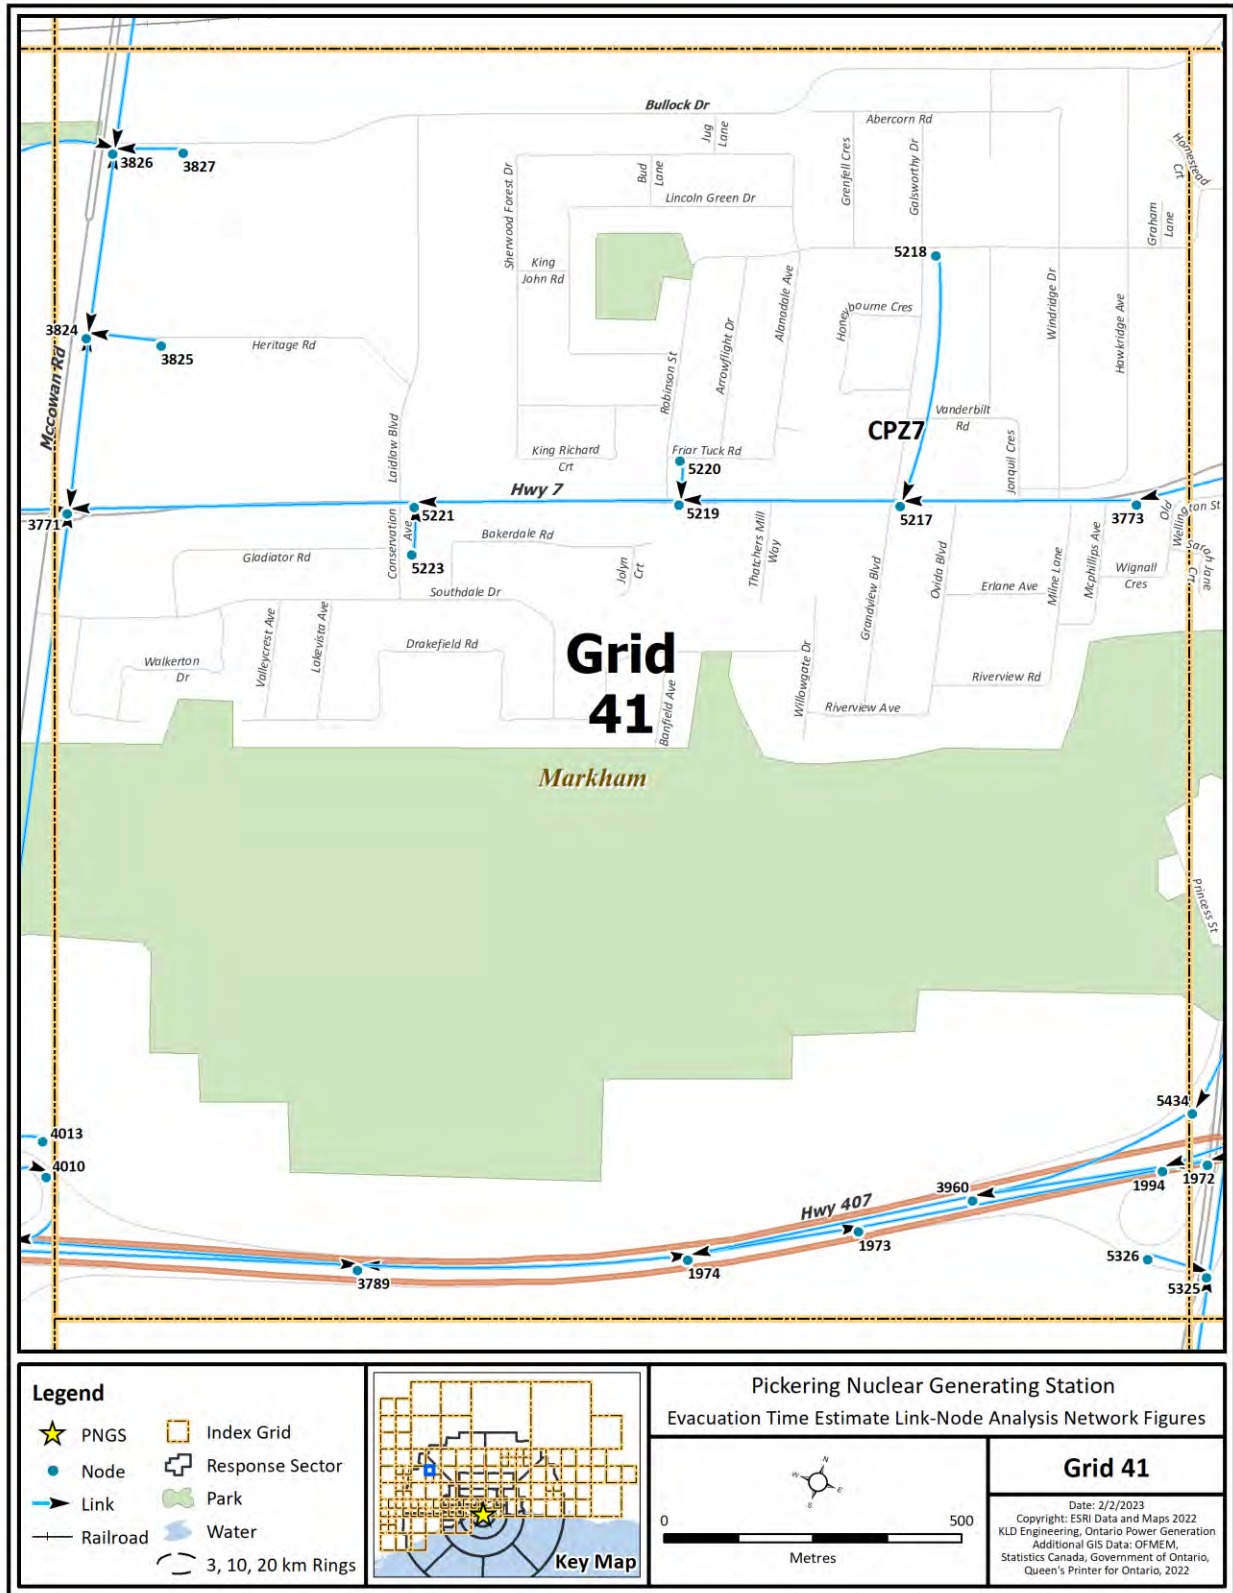 Bullock Dr
Abercorn Rd
Jug
Lane
Bud
Lane
Lincoln Green Dr
Sherwood Forest Dr
King
John Rd
Grenfell Cres
Galsworthy Dr
Homestead
Crt
Graham
Lane
3826
3827
5218
3824
3825
Heritage Rd
Mccowan Rd
Laidlaw Blvd
Robinson St
Arrowflight Dr
Alanadale Ave
Honeybourne Cres
Windridge Dr
Hawkridge Ave
Vanderbilt
Rd
Jonquil Cres
CPZ7
King Richard
Crt
Friar Tuck Rd
5220
Hwy 7
3771
5221
5219
5217
3773
Old
Wellington St
Sarah Jane
Crt
Conservation
Ave
5223
Bakerdale Rd
Gladiator Rd
Jolyn
Crt
Thatchers Mill
Way
Grandview Blvd
Ovida Blvd
Erlane Ave
Milne Lane
Mcphillips Ave
Wignall
Cres
Southdale Dr
Valleycrest Ave
Lakevista Ave
Drakefield Rd
Walkerton
Dr
Grid
41
Banfield Ave
Willowgate Dr
Riverview Ave
Riverview Rd
Markham
Princess St
5434
4013
4010
3960
1994
1972
Hwy 407
1973
1974
3789
5326
5325
Legend
PNGS
Node
Link
Railroad
Index Grid
Response Sector
Park
Water
3, 10, 20 km Rings
Key Map
Pickering Nuclear Generating Station
Evacuation Time Estimate Link-Node Analysis Network Figures
N
W
E
S
0
500
Metres
Grid 41
Date: 2/2/2023
Copyright: ESRI Data and Maps 2022
KLD Engineering, Ontario Power Generation
Additional GIS Data: OFMEM,
Statistics Canada, Government of Ontario,
Queen's Printer for Ontario, 2022